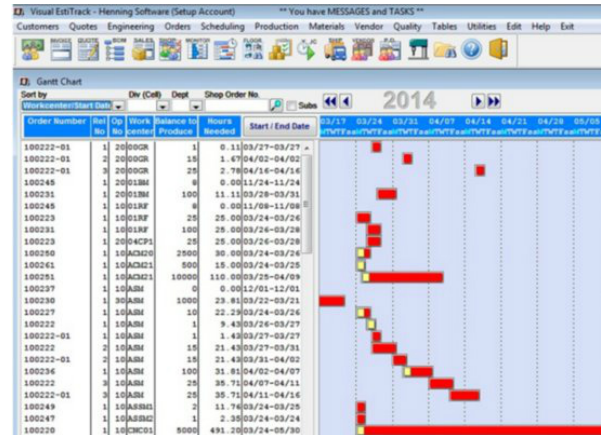 Visual EstiTrack - Henning Software (Setup Account) ** You have MESSAGES and TASKS **
Customers Quotes Engineering Orders Scheduling Production Materials Vendor Quality Tables Utilities Edit Help Exit
INVOICE QUOTE BOM SALES SHOP MONITOR FLOOR JOB X_JC SHIP VENDOR P.O.
Gantt Chart
Sort by Div (Cell) Dept Shop Order No.
Workcenter/Start Date Subs 2014
Order Number Rel No Op No Work center Balance to Produce Hours Needed Start / End Date 03/17 03/24 03/31 04/07 04/14 04/21 04/28 05/05
100222-01 1 20 00GR 1 0.11 03/27-03/27
100222-01 2 20 00GR 15 1.67 04/02-04/02
100222-01 3 20 00GR 25 2.78 04/16-04/16
100245 1 20 01BM 8 0.00 11/24-11/24
100231 1 20 01BM 100 11.11 03/28-03/31
100245 1 10 01RF 8 0.00 11/08-11/08
100223 1 10 01RF 25 25.00 03/24-03/26
100231 1 10 01RF 100 25.00 03/26-03/28
100223 1 20 04CP1 25 25.00 03/26-03/28
100250 1 10 ACM20 2500 30.00 03/24-03/26
100261 1 10 ACM21 500 15.00 03/24-03/25
100251 1 10 ACM21 10000 110.00 03/25-04/09
100237 1 10 ASM 0 0.00 12/01-12/01
100230 1 30 ASM 1000 23.81 03/22-03/21
100227 1 10 ASM 10 22.29 03/24-03/26
100222 1 10 ASM 1 9.43 03/26-03/27
100222-01 1 10 ASM 1 1.43 03/27-03/27
100222 2 10 ASM 15 21.43 03/27-03/31
100222-01 2 10 ASM 15 21.43 03/31-04/02
100236 1 10 ASM 100 31.81 04/02-04/07
100222 3 10 ASM 25 35.71 04/07-04/11
100222-01 3 10 ASM 25 35.71 04/11-04/16
100249 1 10 ASSM1 2 11.76 03/24-03/25
100247 1 10 ASSM2 1 2.35 03/24-03/24
100220 1 10 CNC01 5000 491.20 03/24-05/30